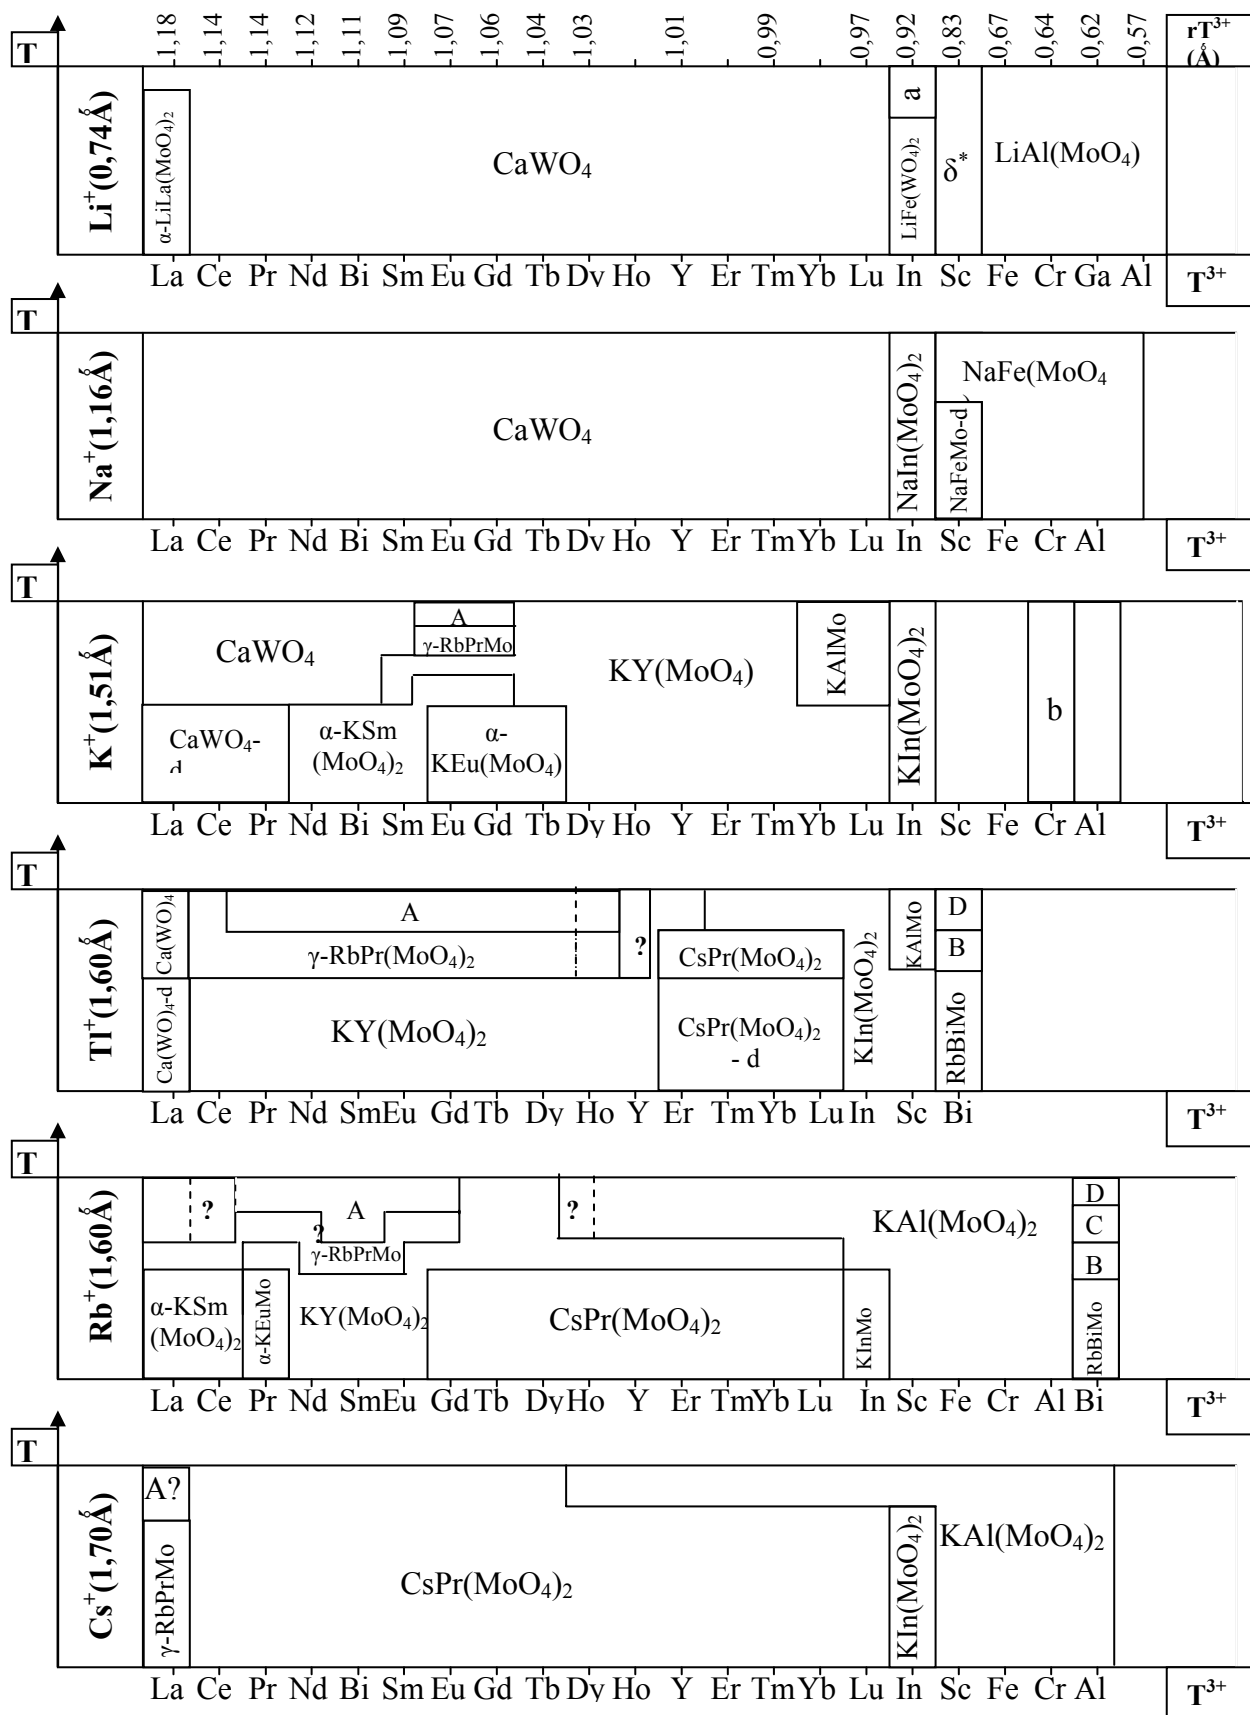 T
1,18 1,14 1,14 1,12 1,11 1,09 1,07 1,06 1,04 1,03 1,01 0,99 0,97 0,92 0,83 0,67 0,64 0,62 0,57
rT³⁺
(Å)
Li⁺(0,74Å)
α-LiLa(MoO₄)₂
CaWO₄
a
LiFe(WO₄)₂
δ*
LiAl(MoO₄)
La Ce Pr Nd Bi Sm Eu Gd Tb Dy Ho Y Er Tm Yb Lu In Sc Fe Cr Ga Al
T³⁺
T
Na⁺(1,16Å)
CaWO₄
NaIn(MoO₄)₂
NaFe(MoO₄
NaFeMo-d)
La Ce Pr Nd Bi Sm Eu Gd Tb Dy Ho Y Er Tm Yb Lu In Sc Fe Cr Al
T³⁺
T
K⁺(1,51Å)
CaWO₄
A
γ-RbPrMo
KY(MoO₄)
KAlMo
KIn(MoO₄)₂
b
CaWO₄-
d
α-KSm
(MoO₄)₂
α-
KEu(MoO₄)
La Ce Pr Nd Bi Sm Eu Gd Tb Dy Ho Y Er Tm Yb Lu In Sc Fe Cr Al
T³⁺
T
Tl⁺(1,60Å)
Ca(WO)₄
A
γ-RbPr(MoO₄)₂
?
CsPr(MoO₄)₂
KIn(MoO₄)₂
KAlMo
D
B
Ca(WO)₄-d
KY(MoO₄)₂
CsPr(MoO₄)₂
- d
RbBiMo
La Ce Pr Nd Sm Eu Gd Tb Dy Ho Y Er Tm Yb Lu In Sc Bi
T³⁺
T
Rb⁺(1,60Å)
?
A
?
γ-RbPrMo
?
KAl(MoO₄)₂
D
C
B
α-KSm
(MoO₄)₂
α-KEuMo
KY(MoO₄)₂
CsPr(MoO₄)₂
KInMo
RbBiMo
La Ce Pr Nd Sm Eu Gd Tb Dy Ho Y Er Tm Yb Lu In Sc Fe Cr Al Bi
T³⁺
T
Cs⁺(1,70Å)
A?
γ-RbPrMo
CsPr(MoO₄)₂
KIn(MoO₄)₂
KAl(MoO₄)₂
La Ce Pr Nd Bi Sm Eu Gd Tb Dy Ho Y Er Tm Yb Lu In Sc Fe Cr Al
T³⁺